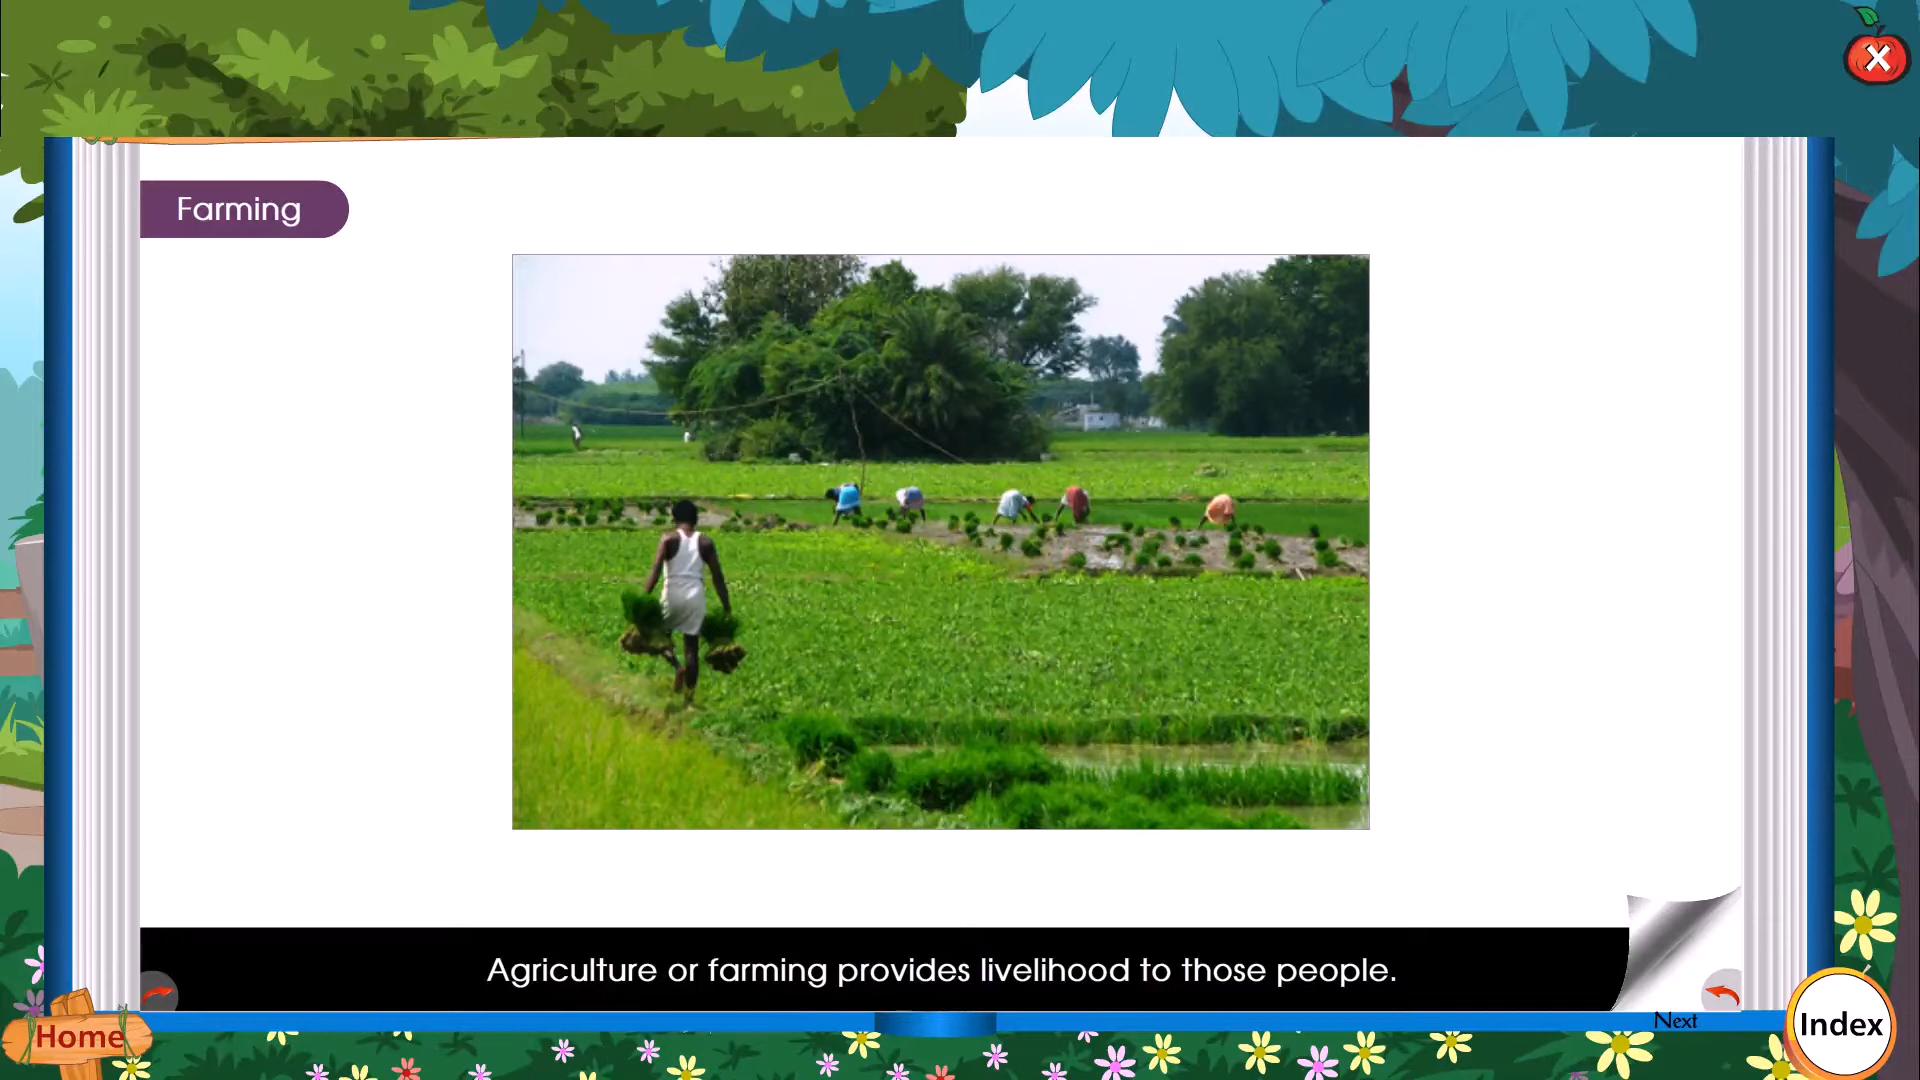 Farming
Agriculture or farming provides livelihood to those people.
Home
Next
Index